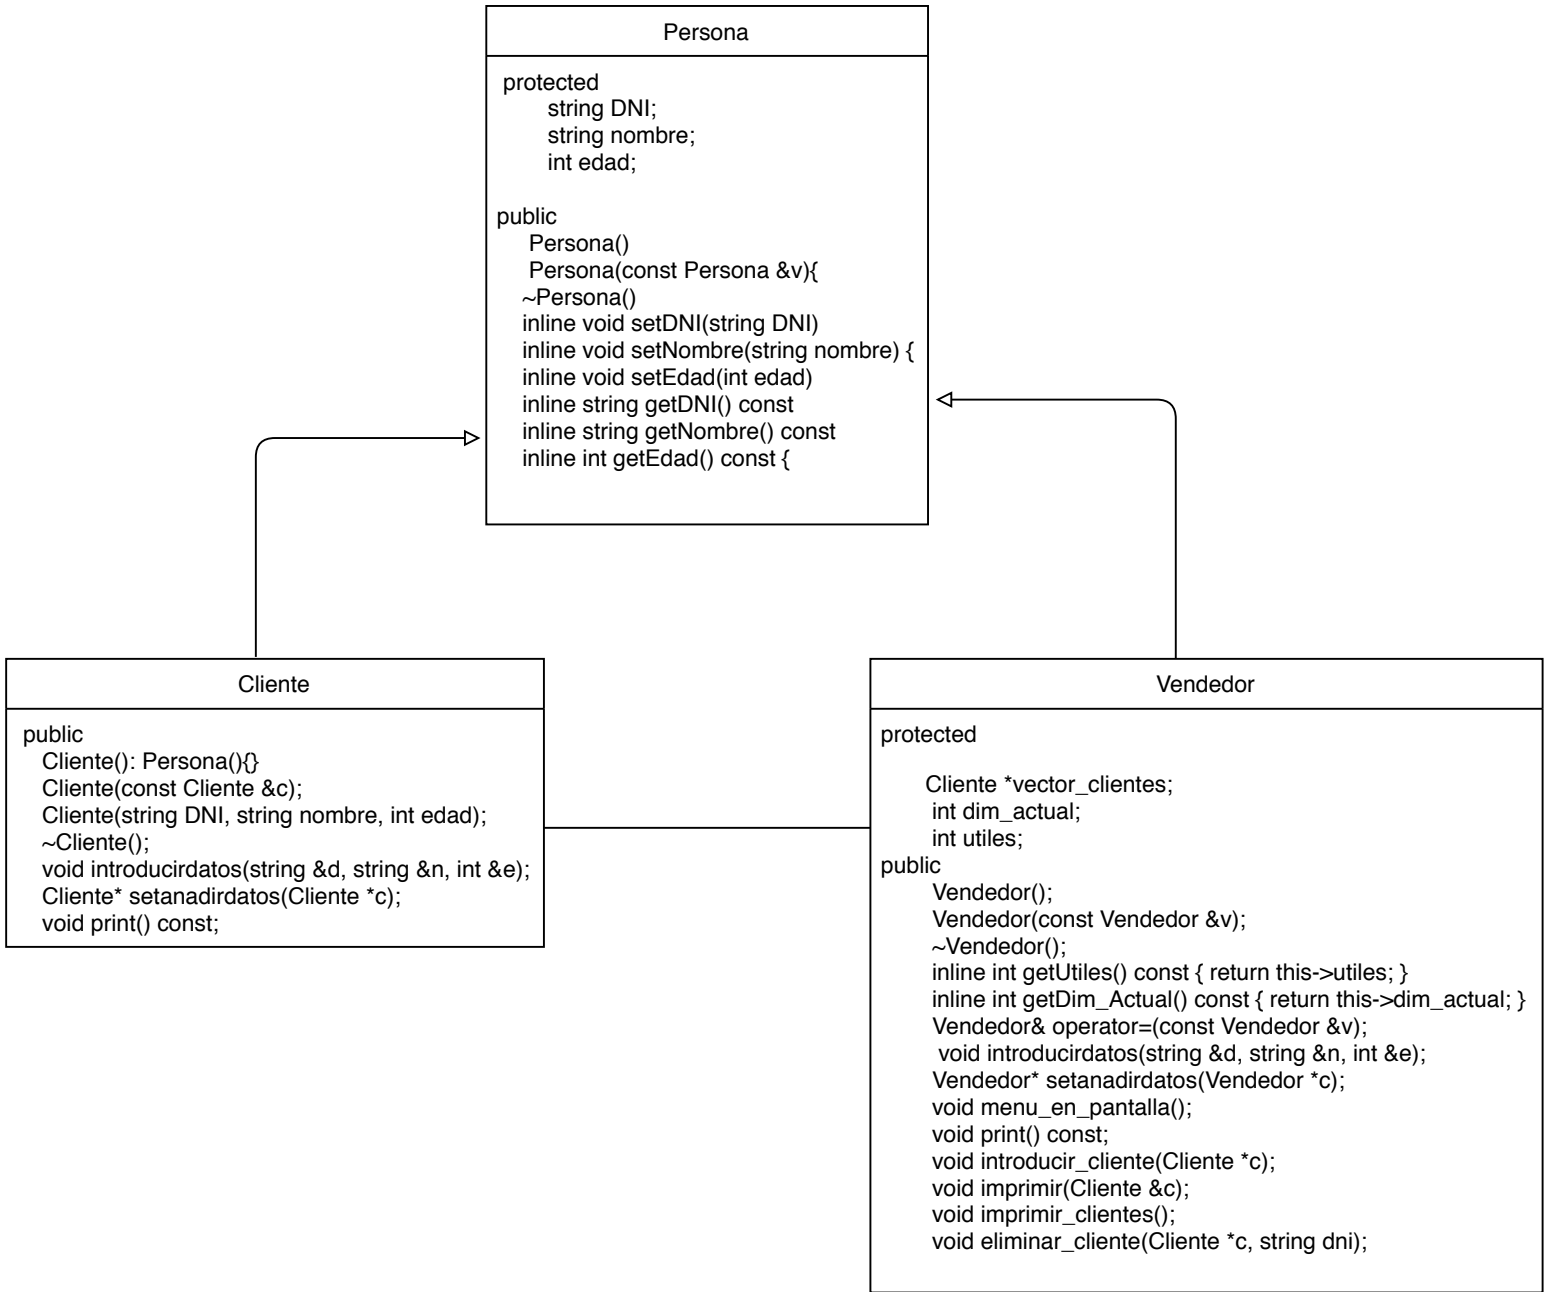 Persona
protected
string DNI;
string nombre;
int edad;
public
Persona()
Persona(const Persona &v){
~Persona()
inline void setDNI(string DNI)
inline void setNombre(string nombre) {
inline void setEdad(int edad)
inline string getDNI() const
inline string getNombre() const
inline int getEdad() const {
Cliente
public
Cliente(): Persona(){}
Cliente(const Cliente &c);
Cliente(string DNI, string nombre, int edad);
~Cliente();
void introducirdatos(string &d, string &n, int &e);
Cliente* setanadirdatos(Cliente *c);
void print() const;
Vendedor
protected
Cliente *vector_clientes;
int dim_actual;
int utiles;
public
Vendedor();
Vendedor(const Vendedor &v);
~Vendedor();
inline int getUtiles() const { return this->utiles; }
inline int getDim_Actual() const { return this->dim_actual; }
Vendedor& operator=(const Vendedor &v);
void introducirdatos(string &d, string &n, int &e);
Vendedor* setanadirdatos(Vendedor *c);
void menu_en_pantalla();
void print() const;
void introducir_cliente(Cliente *c);
void imprimir(Cliente &c);
void imprimir_clientes();
void eliminar_cliente(Cliente *c, string dni);